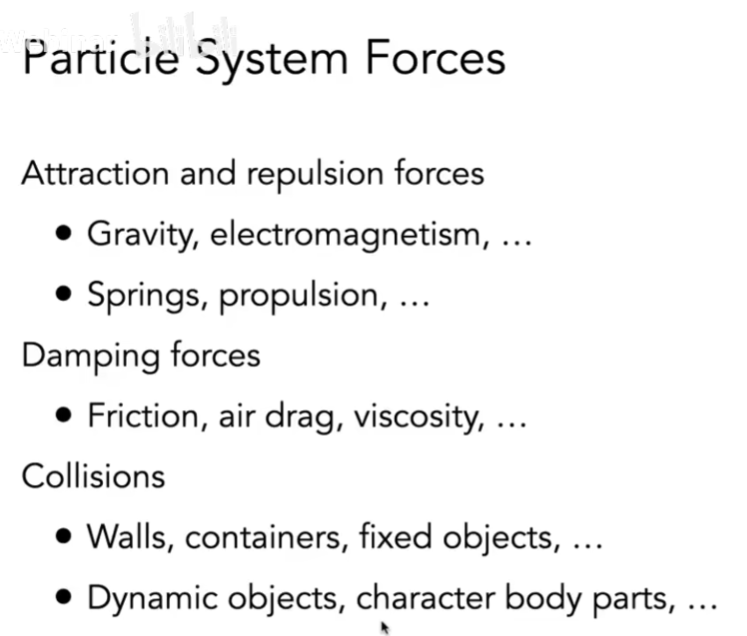 Particle System Forces
Attraction and repulsion forces
• Gravity, electromagnetism, …
• Springs, propulsion, …
Damping forces
• Friction, air drag, viscosity, …
Collisions
• Walls, containers, fixed objects, …
• Dynamic objects, character body parts, …